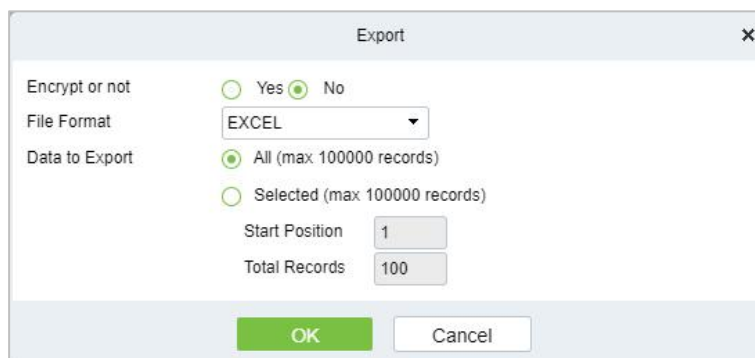 Export
Encrypt or not Yes No
File Format EXCEL
Data to Export All (max 100000 records)
Selected (max 100000 records)
Start Position 1
Total Records 100
OK Cancel